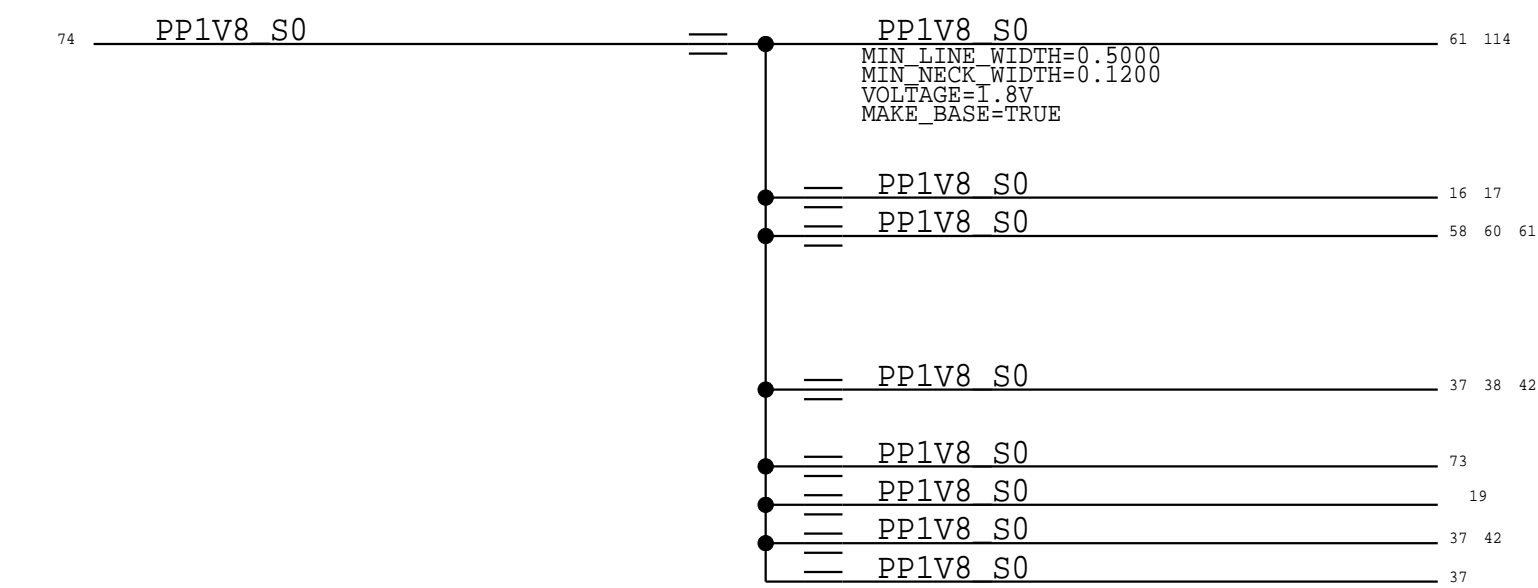 74 PP1V8_S0 PP1V8_S0 61 114
MIN_LINE_WIDTH=0.5000
MIN_NECK_WIDTH=0.1200
VOLTAGE=1.8V
MAKE_BASE=TRUE
PP1V8_S0 16 17
PP1V8_S0 58 60 61
PP1V8_S0 37 38 42
PP1V8_S0 73
PP1V8_S0 19
PP1V8_S0 37 42
PP1V8_S0 37